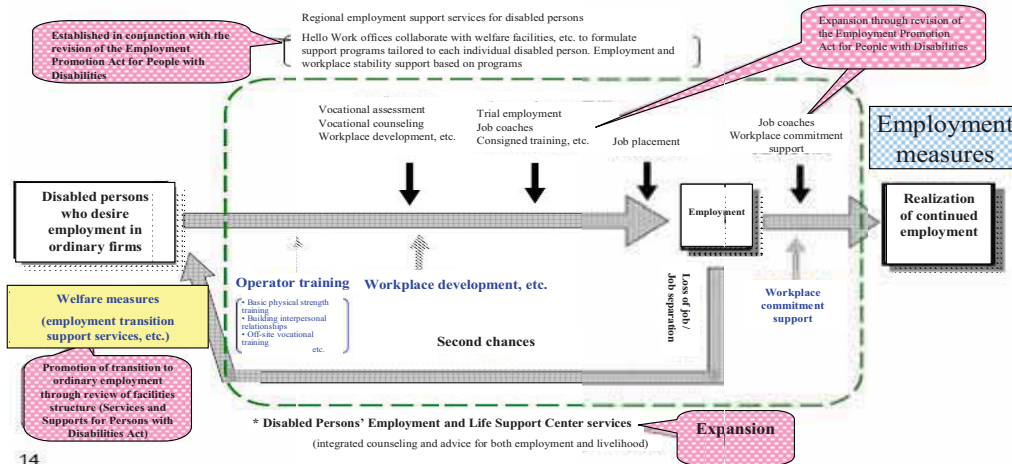 Regional employment support services for disabled persons
Hello Work offices collaborate with welfare facilities, etc. to formulate
support programs tailored to each individual disabled person. Employment and
workplace stability support based on programs
Established in conjunction with the
revision of the Employment
Promotion Act for People with
Disabilities
Expansion through revision of
the Employment Promotion
Act for People with Disabilities
Vocational assessment
Vocational counseling
Workplace development, etc.
Trial employment
Job coaches
Consigned training, etc.
Job placement
Job coaches
Workplace commitment
support
Employment
measures
Disabled persons
who desire
employment in
ordinary firms
Employment
Realization
of continued
employment
Operator training
• Basic physical strength
training
• Building interpersonal
relationships
• Off-site vocational
training
etc.
Workplace development, etc.
Loss of job /
Job separation
Workplace
commitment
support
Welfare measures
(employment transition
support services, etc.)
Second chances
Promotion of transition to
ordinary employment
through review of facilities
structure (Services and
Supports for Persons with
Disabilities Act)
* Disabled Persons' Employment and Life Support Center services
(integrated counseling and advice for both employment and livelihood)
Expansion
14